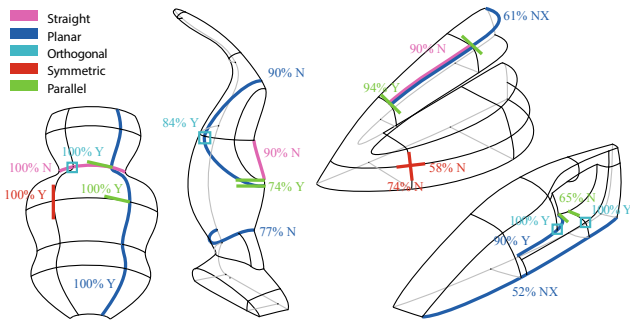 Straight
Planar
Orthogonal
Symmetric
Parallel
100% Y
100% N
100% Y
100% Y
100% Y
90% N
84% Y
90% N
74% Y
77% N
61% NX
90% N
94% Y
58% N
74% N
65% N
100% Y
100% Y
90% Y
52% NX